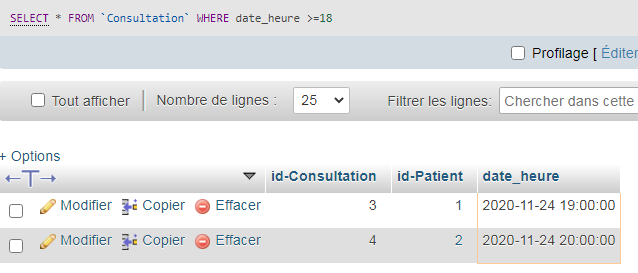 SELECT * FROM `Consultation` WHERE date_heure >=18
Profilage [ Éditer
Tout afficher Nombre de lignes : 25 Filtrer les lignes: Chercher dans cette
+ Options
←T→ id-Consultation id-Patient date_heure
Modifier Copier Effacer 3 1 2020-11-24 19:00:00
Modifier Copier Effacer 4 2 2020-11-24 20:00:00